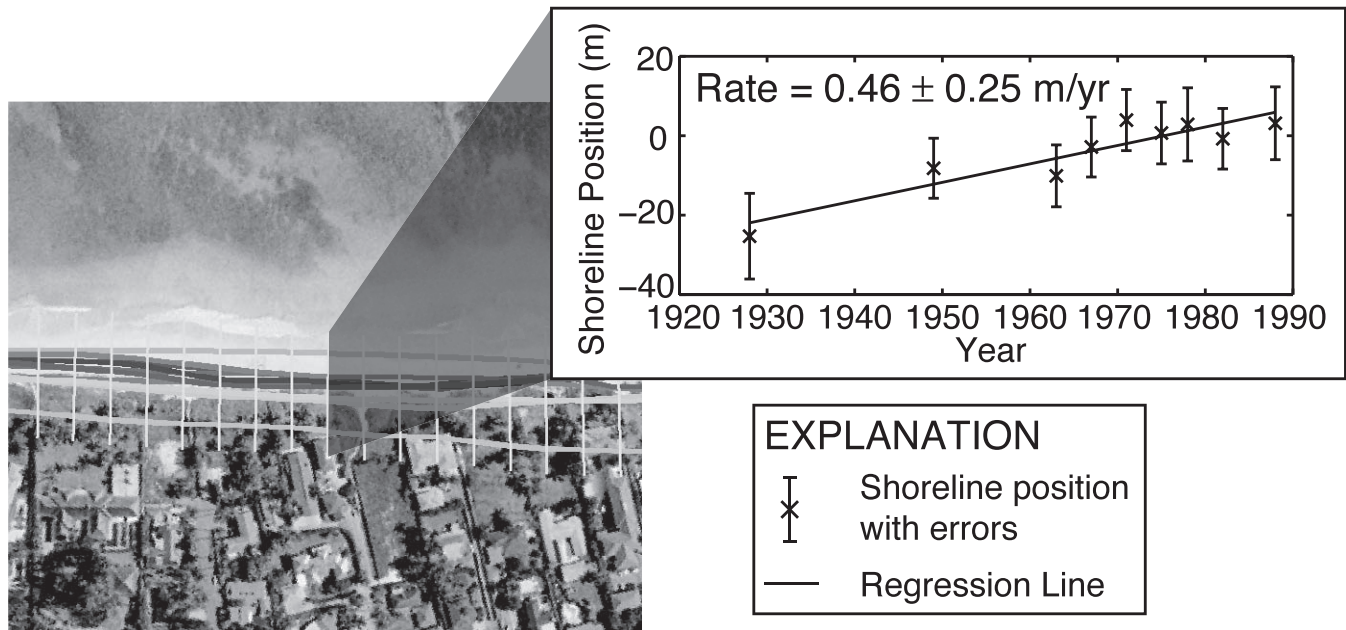 Shoreline Position (m)
20
0
−20
−40
Rate = 0.46 ± 0.25 m/yr
1920 1930 1940 1950 1960 1970 1980 1990
Year
EXPLANATION
Shoreline position
with errors
Regression Line